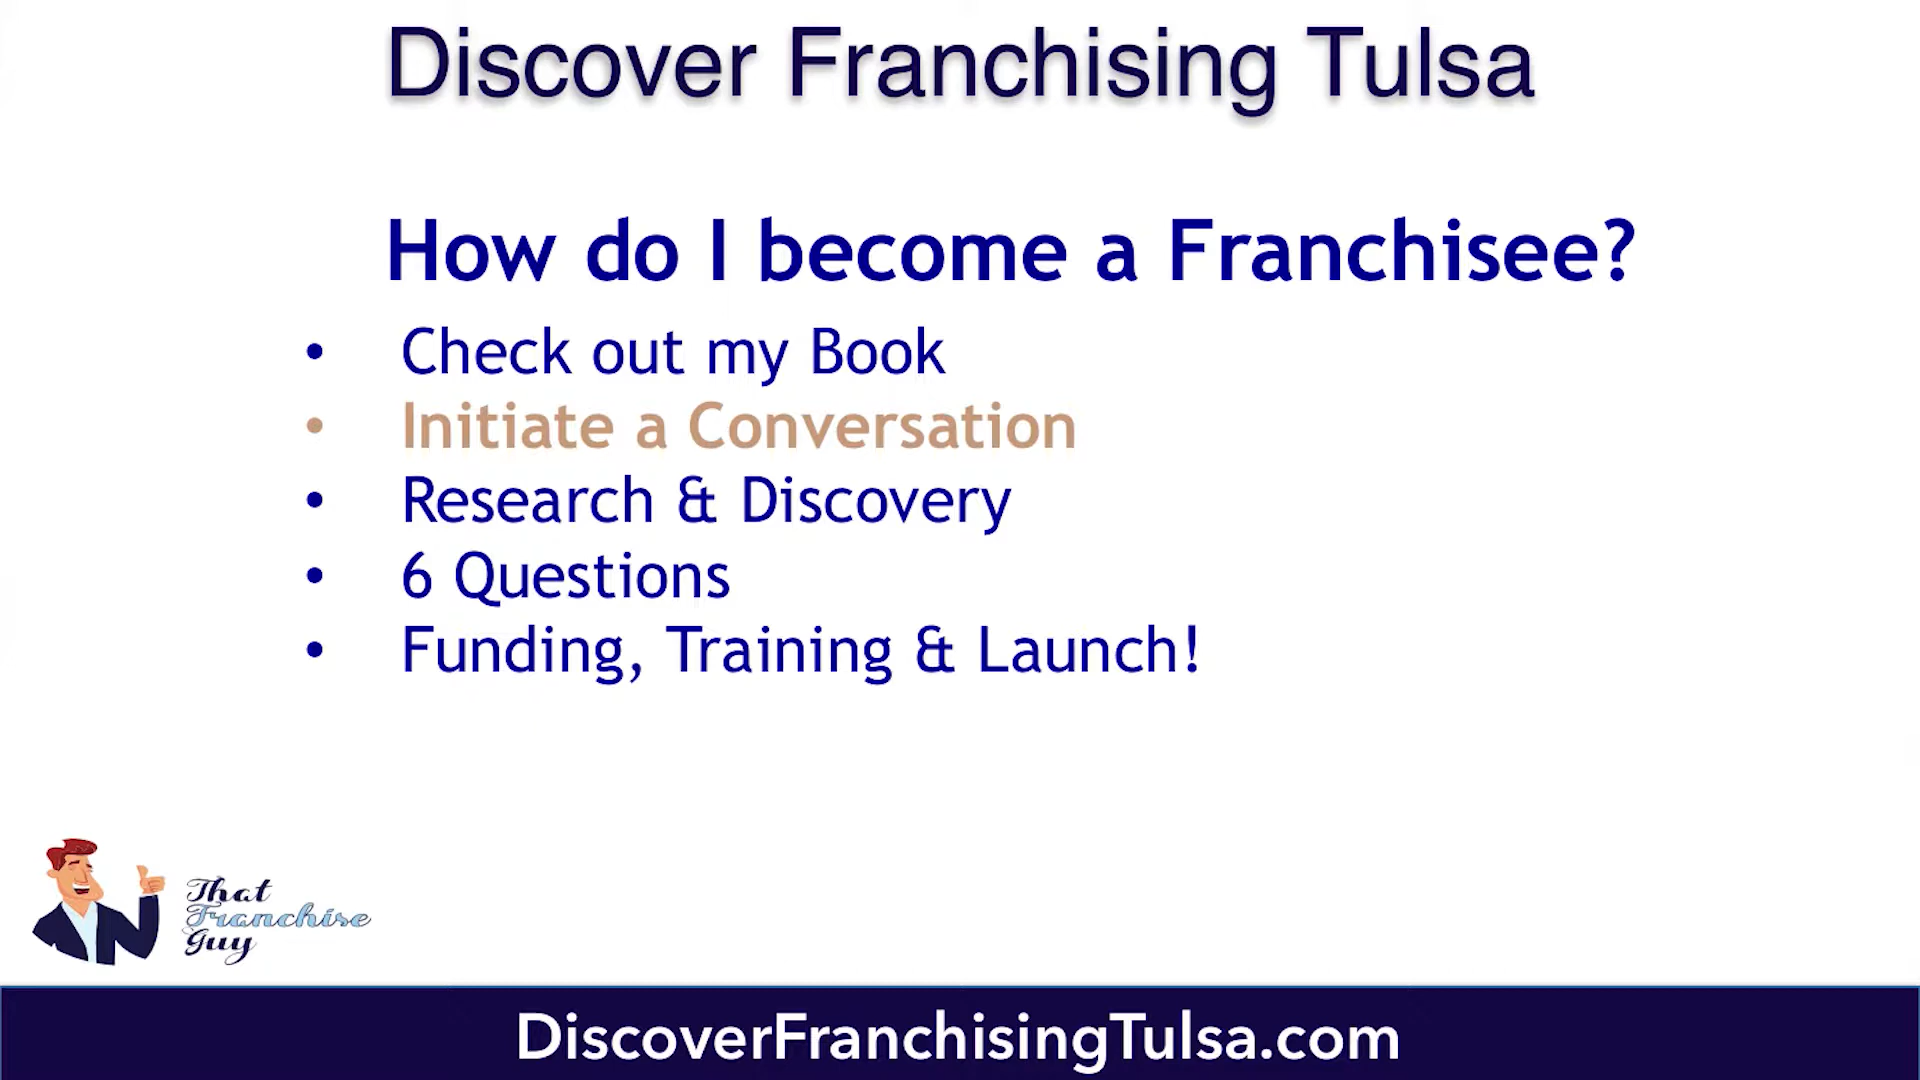 Discover Franchising Tulsa
How do I become a Franchisee?
• Check out my Book
• Initiate a Conversation
• Research & Discovery
• 6 Questions
• Funding, Training & Launch!
That
Franchise
Guy
DiscoverFranchisingTulsa.com